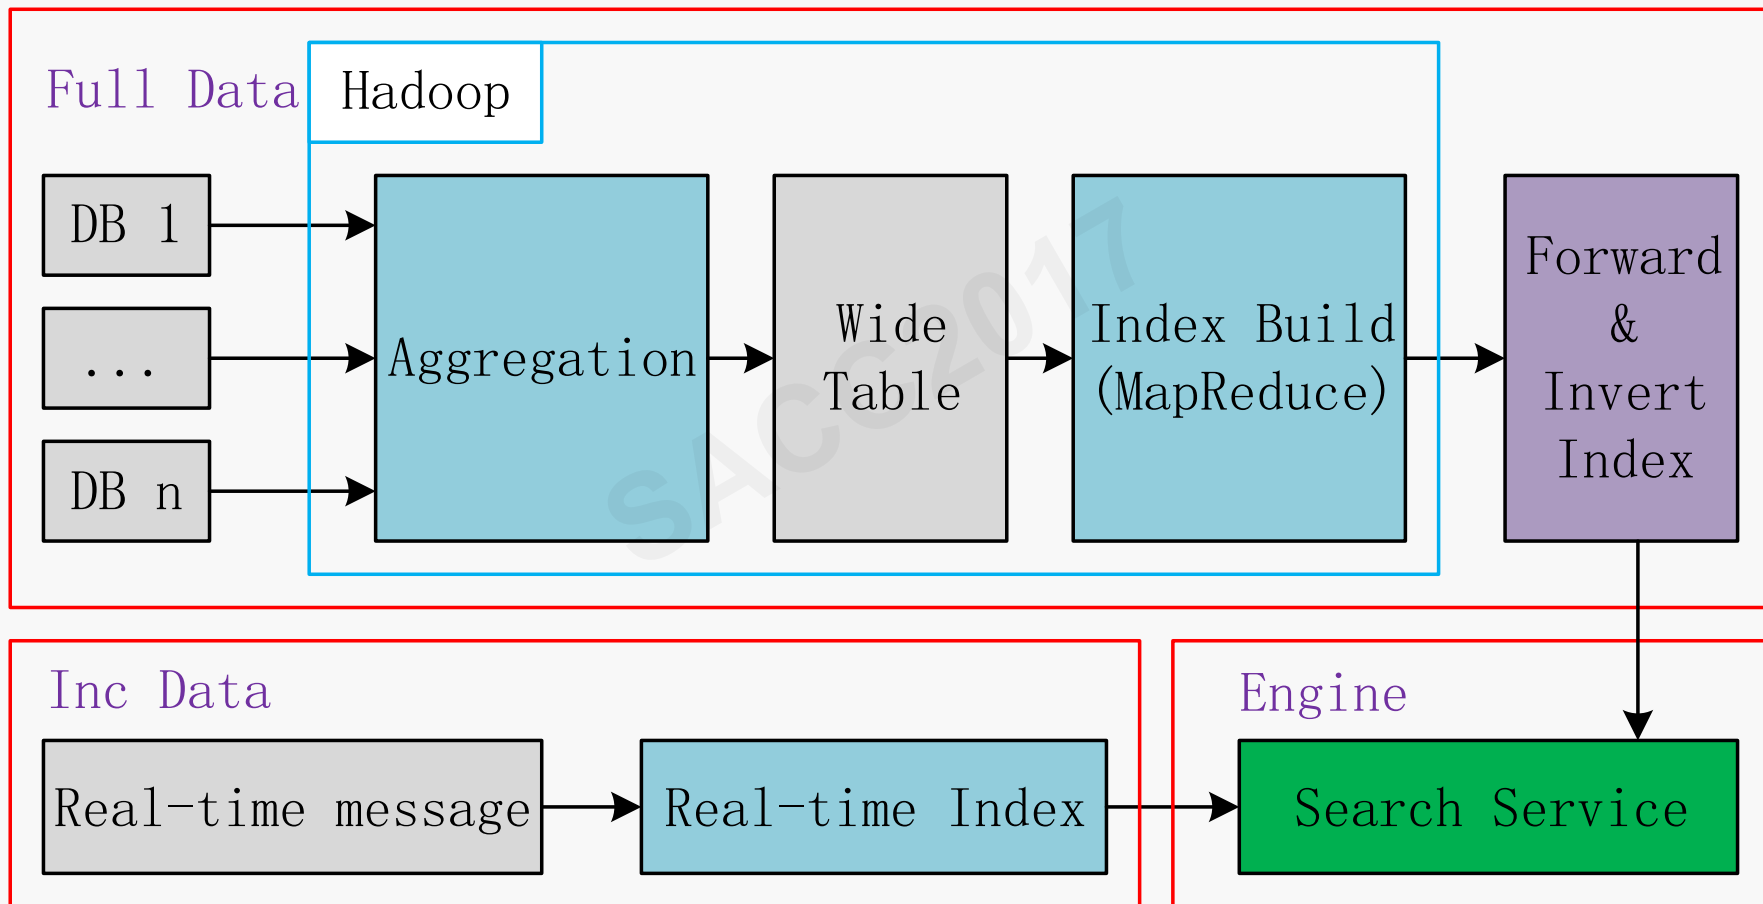 Full Data
Hadoop
DB 1
...
DB n
Aggregation
Wide
Table
Index Build
(MapReduce)
Forward
&
Invert
Index
SACC2017
Inc Data
Real-time message
Real-time Index
Engine
Search Service